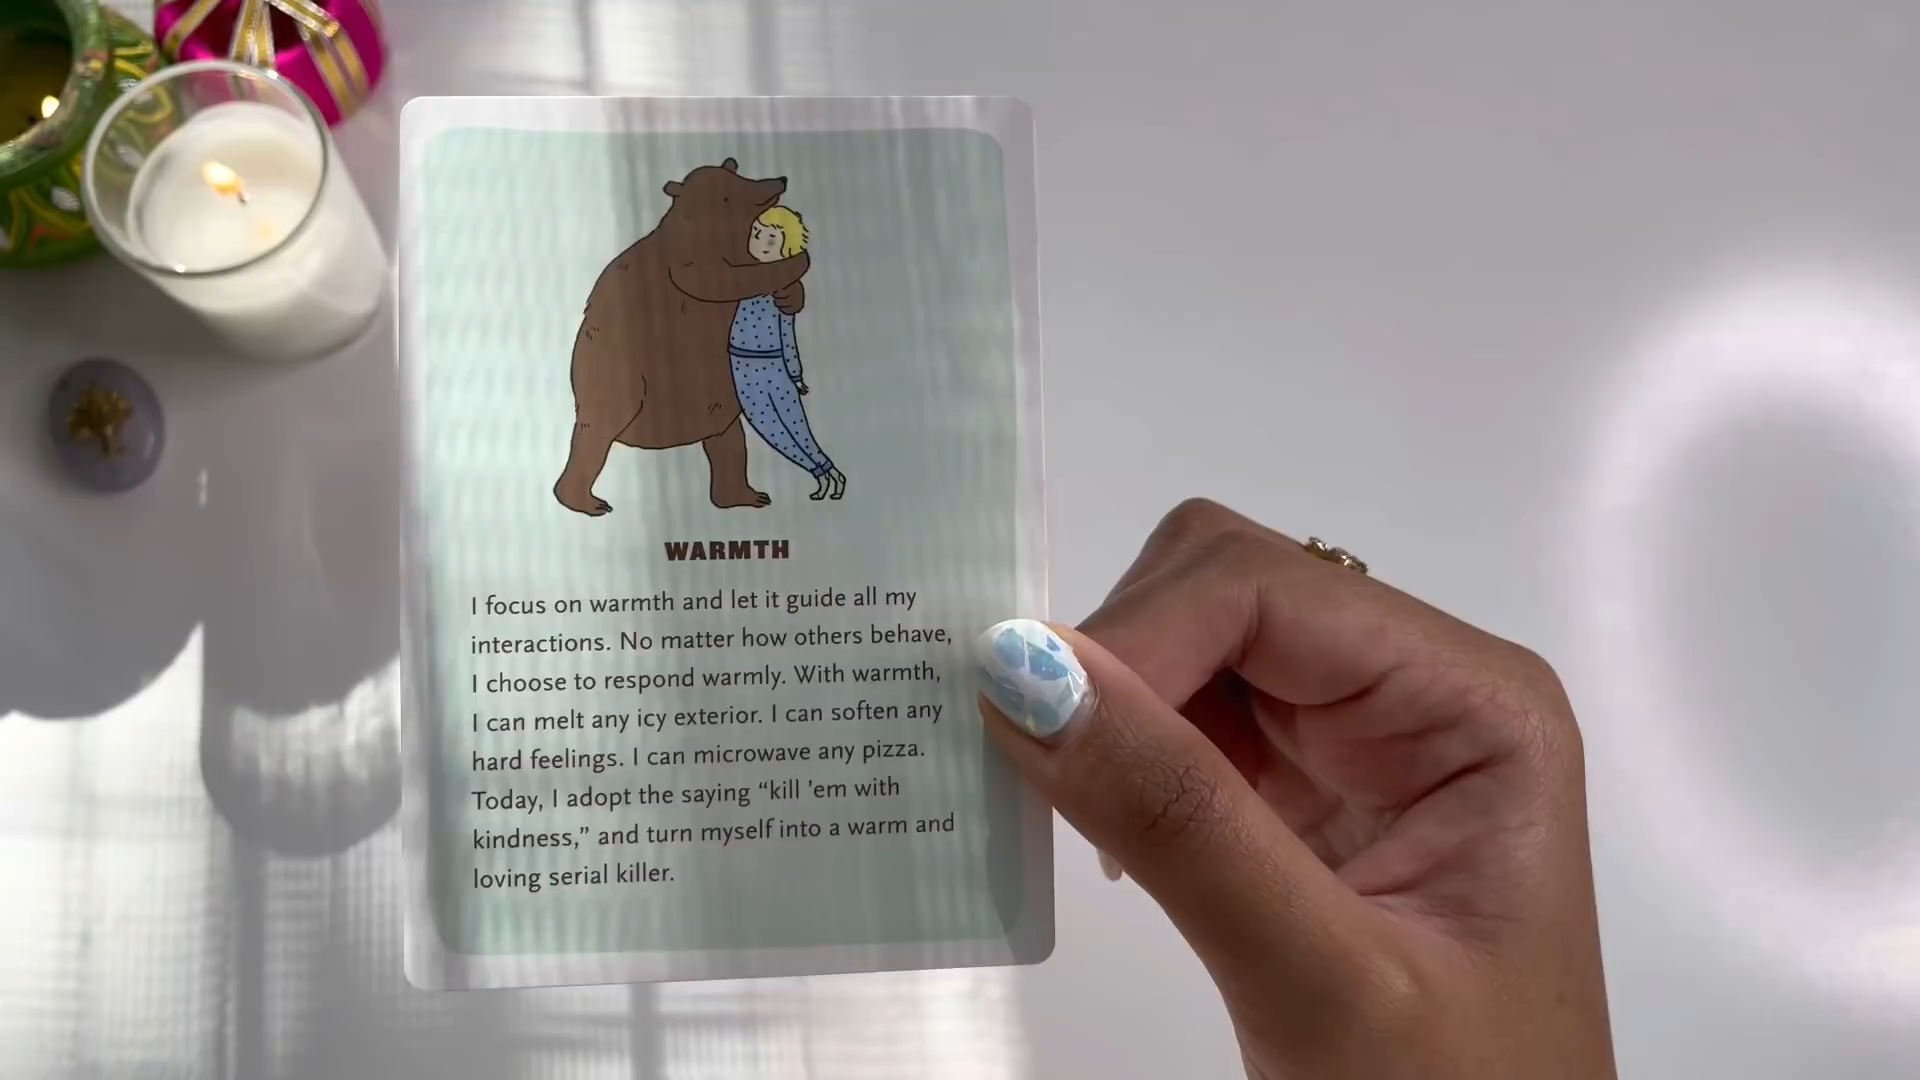 WARMTH
I focus on warmth and let it guide all my
interactions. No matter how others behave,
I choose to respond warmly. With warmth,
I can melt any icy exterior. I can soften any
hard feelings. I can microwave any pizza.
Today, I adopt the saying “kill ’em with
kindness,” and turn myself into a warm and
loving serial killer.